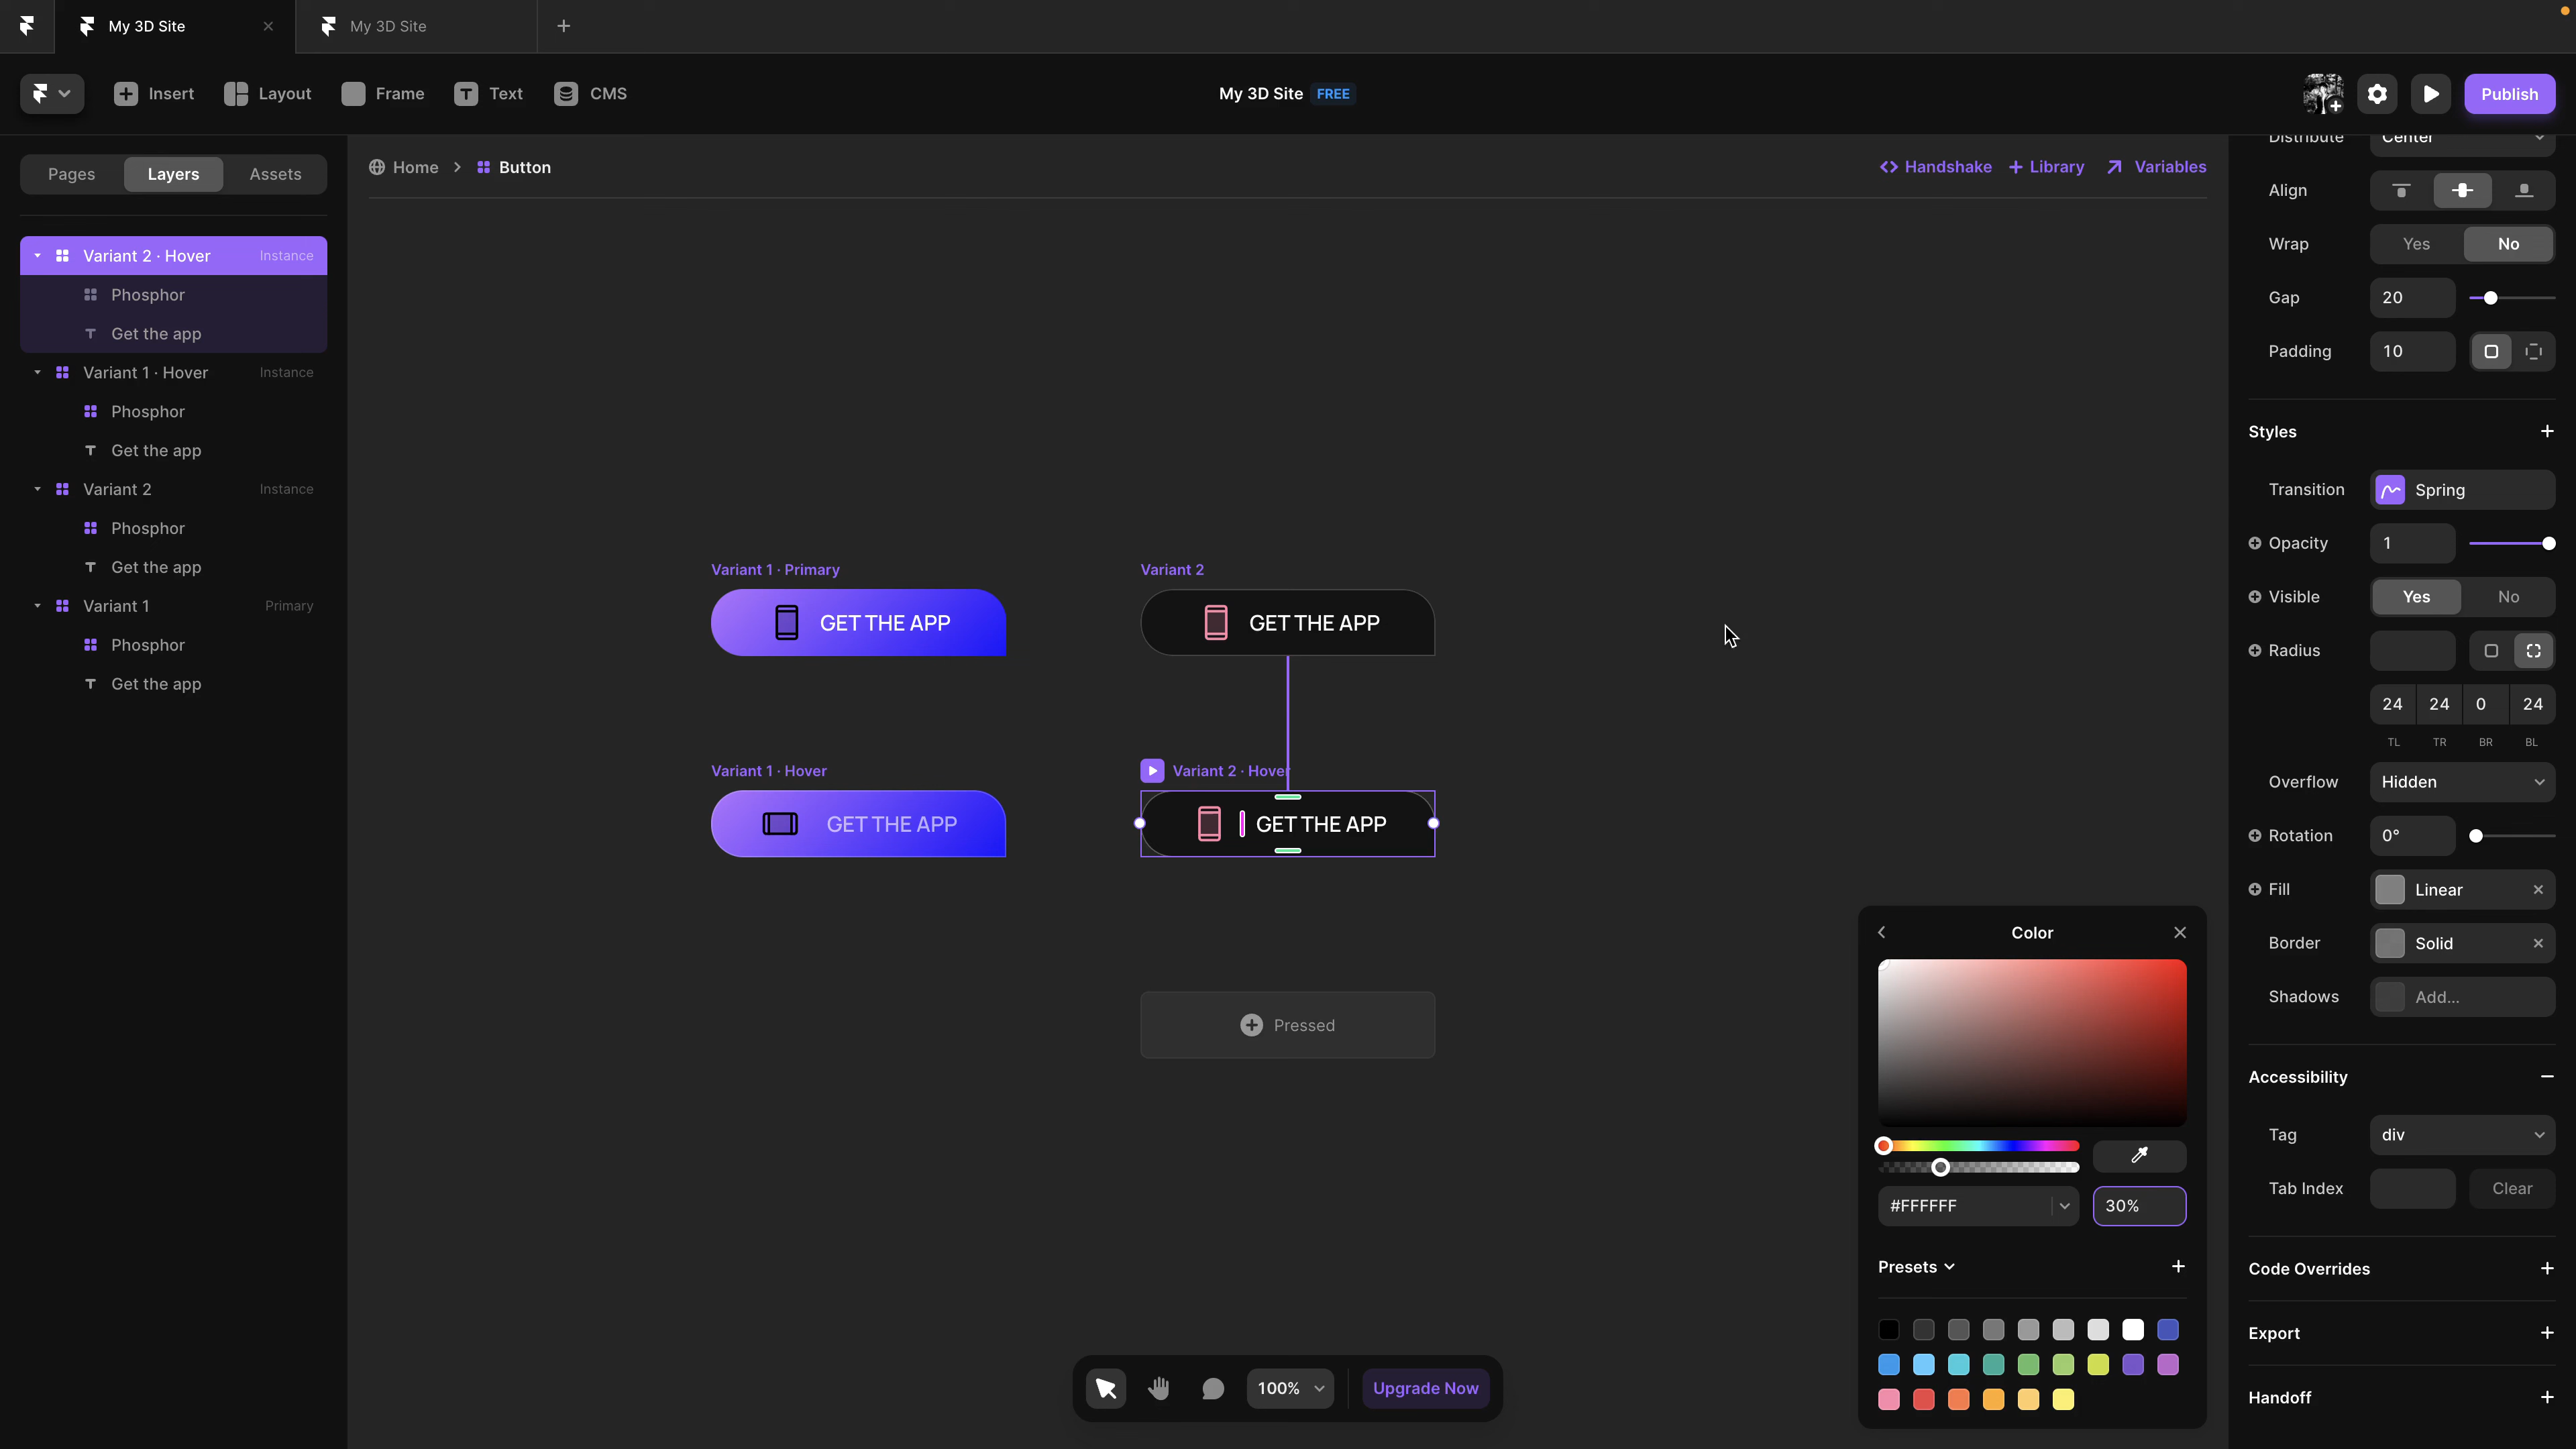 My 3D Site
My 3D Site
Insert
Layout
Frame
Text
CMS
My 3D Site FREE
Publish
Pages
Layers
Assets
Home
Button
Handshake
Library
Variables
Variant 2 · Hover Instance
Phosphor
Get the app
Variant 1 · Hover Instance
Phosphor
Get the app
Variant 2 Instance
Phosphor
Get the app
Variant 1 Primary
Phosphor
Get the app
Variant 1 · Primary
GET THE APP
Variant 2
GET THE APP
Variant 1 · Hover
GET THE APP
Variant 2 · Hover
GET THE APP
Pressed
100%
Upgrade Now
Color
#FFFFFF
30%
Presets
Distribute Center
Align
Wrap Yes No
Gap 20
Padding 10
Styles
Transition Spring
Opacity 1
Visible Yes No
Radius
24 24 0 24
TL TR BR BL
Overflow Hidden
Rotation 0°
Fill Linear
Border Solid
Shadows Add...
Accessibility
Tag div
Tab Index Clear
Code Overrides
Export
Handoff